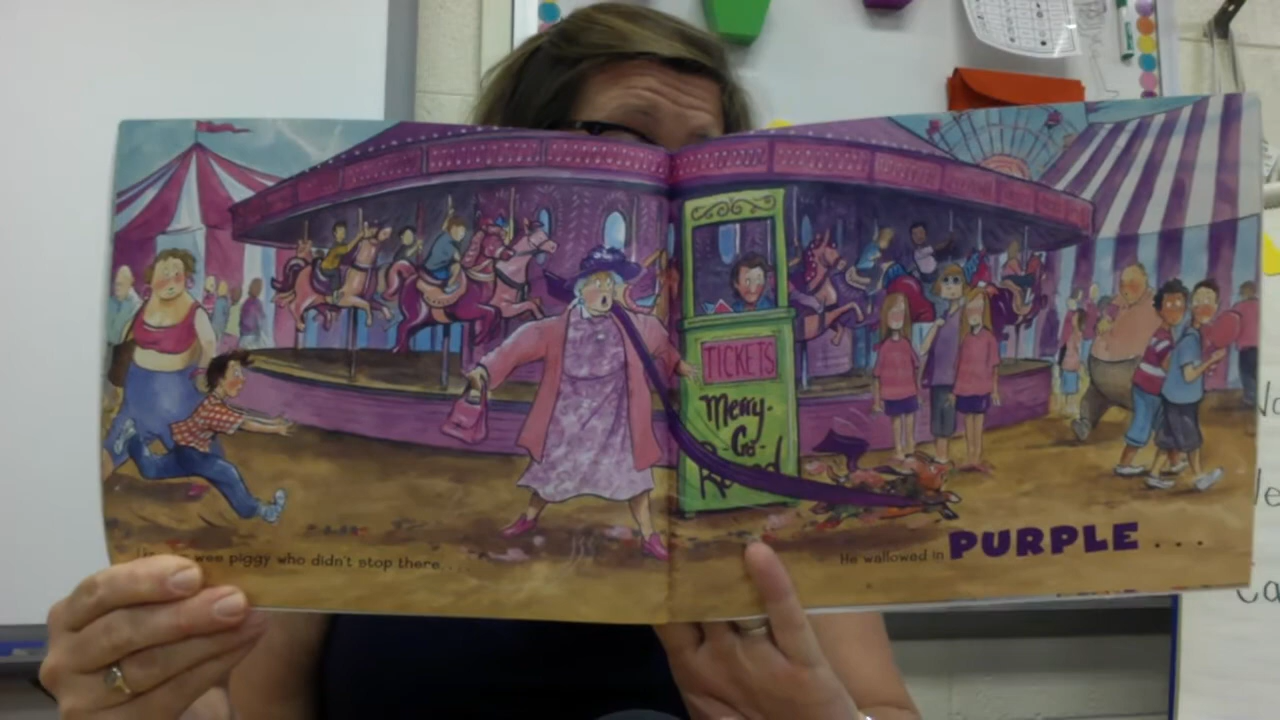 TICKETS
Merry-
Go-
Round
wee piggy who didn't stop there. . .
He wallowed in PURPLE . . .